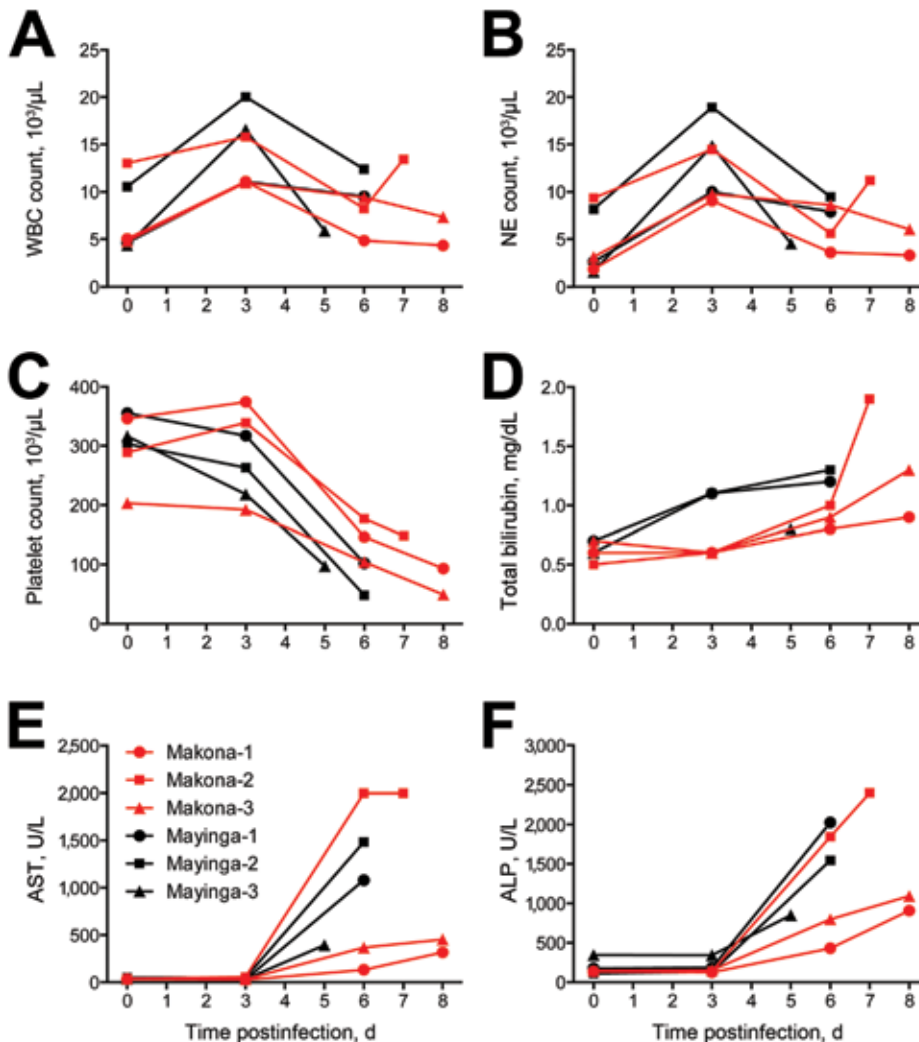 A
B
WBC count, 10³/µL
25
20
15
10
5
0
0 1 2 3 4 5 6 7 8
NE count, 10³/µL
25
20
15
10
5
0
0 1 2 3 4 5 6 7 8
C
D
Platelet count, 10³/µL
400
300
200
100
0
0 1 2 3 4 5 6 7 8
Total bilirubin, mg/dL
2.0
1.5
1.0
0.5
0.0
0 1 2 3 4 5 6 7 8
E
F
AST, U/L
2,500
2,000
1,500
1,000
500
0
Makona-1
Makona-2
Makona-3
Mayinga-1
Mayinga-2
Mayinga-3
0 1 2 3 4 5 6 7 8
Time postinfection, d
ALP, U/L
3,000
2,500
2,000
1,500
1,000
500
0
0 1 2 3 4 5 6 7 8
Time postinfection, d